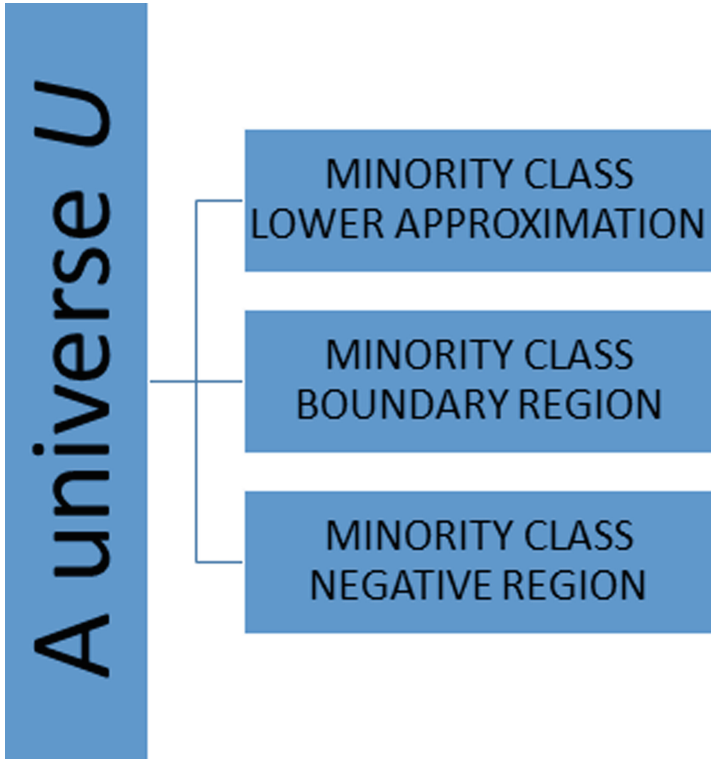 A universe U
MINORITY CLASS
LOWER APPROXIMATION
MINORITY CLASS
BOUNDARY REGION
MINORITY CLASS
NEGATIVE REGION